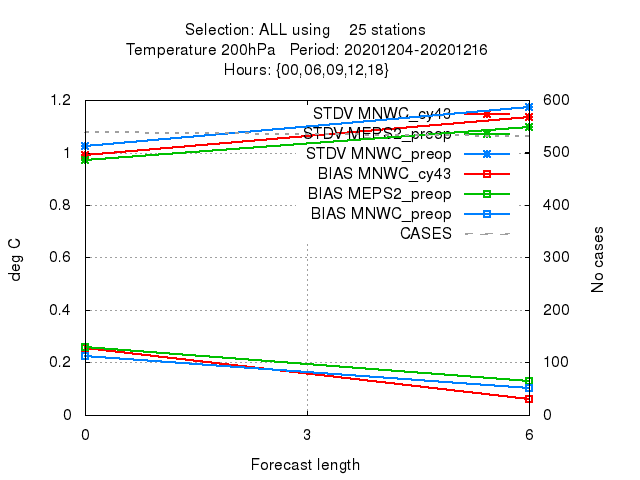 Selection: ALL using    25 stations
Temperature 200hPa   Period: 20201204-20201216
Hours: {00,06,09,12,18}
1.2
1
0.8
0.6
0.4
0.2
0
deg C
600
500
400
300
200
100
0
No cases
STDV MNWC_cy43
STDV MEPS2_preop
STDV MNWC_preop
BIAS MNWC_cy43
BIAS MEPS2_preop
BIAS MNWC_preop
CASES
0 3 6
Forecast length